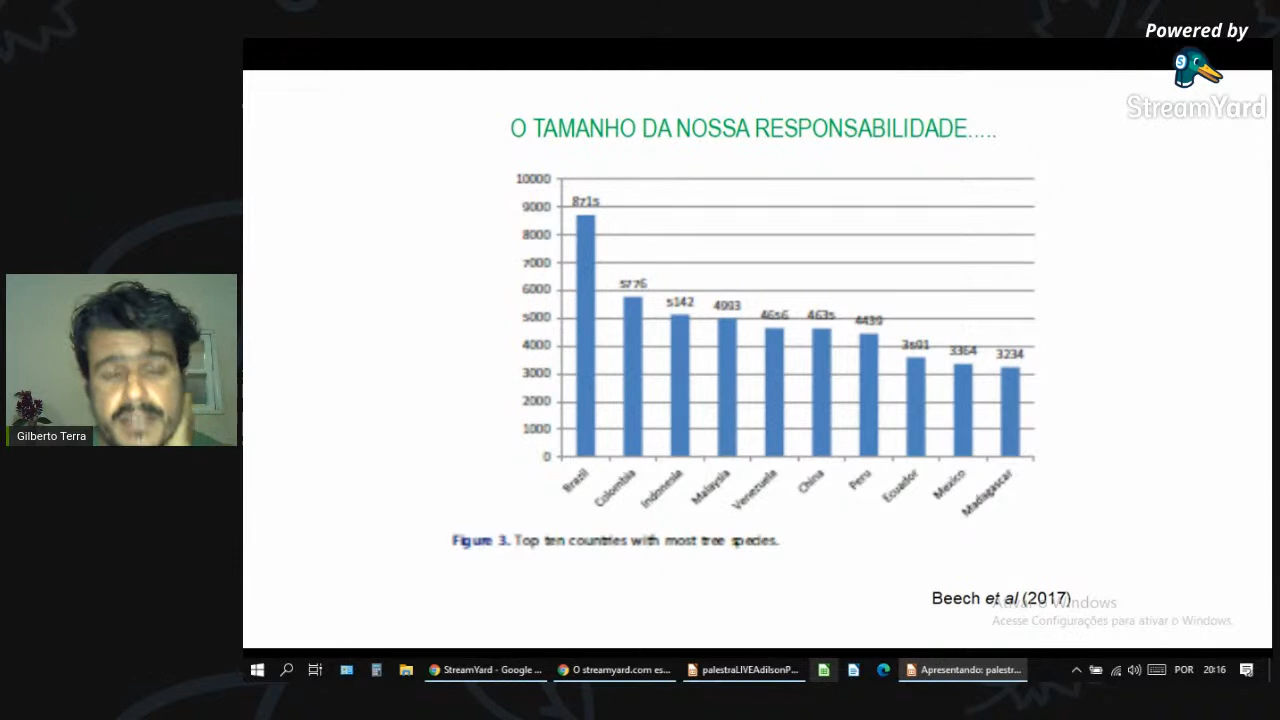 Powered by
StreamYard
O TAMANHO DA NOSSA RESPONSABILIDADE.....
10000
9000
8000
7000
6000
5000
4000
3000
2000
1000
0
8715
5776
5142
4993
4656
4635
4439
3591
3364
3234
Brazil
Colombia
Indonesia
Malaysia
Venezuela
China
Peru
Ecuador
Mexico
Madagascar
Figure 3. Top ten countries with most tree species.
Beech et al (2017)
Ativar o Windows
Acesse Configurações para ativar o Windows.
Gilberto Terra
StreamYard - Google ...
O streamyard.com es...
palestraLIVEAdilsonP...
Apresentando: palestr...
POR
20:16